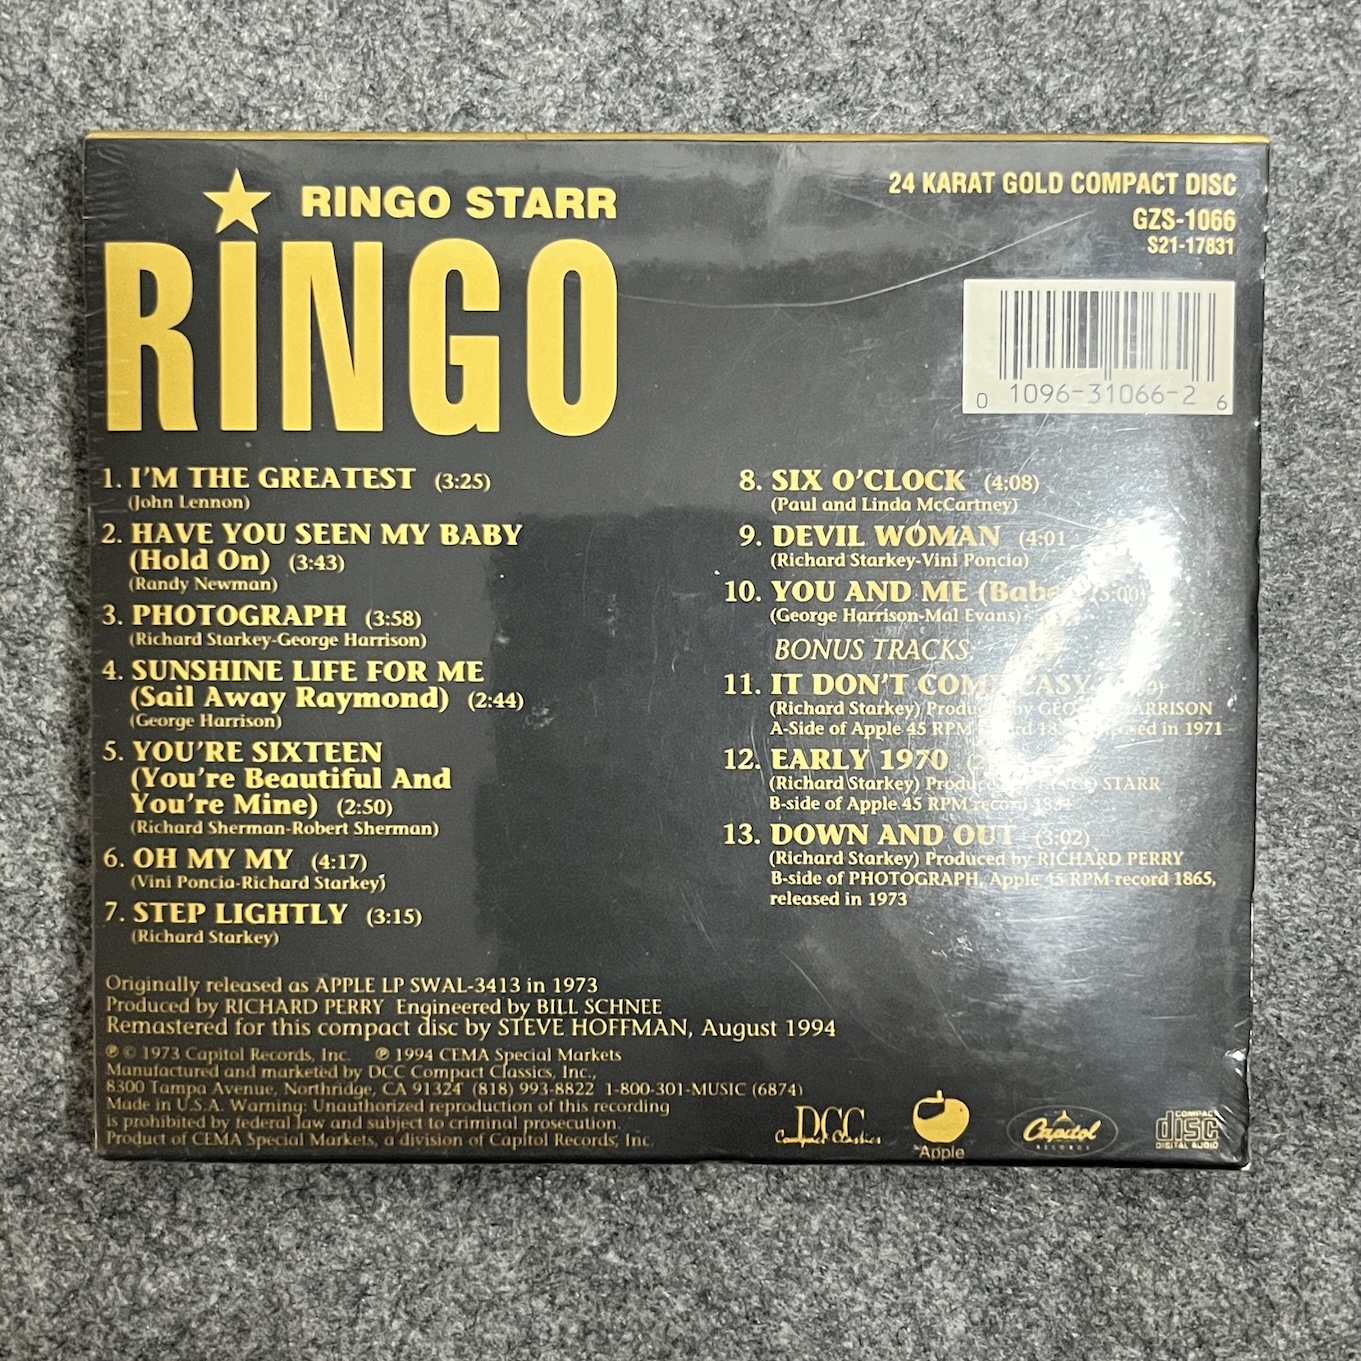 RINGO STARR
RINGO
24 KARAT GOLD COMPACT DISC
GZS-1066
S21-17831
0 1096-31066-2 6
1. I'M THE GREATEST (3:25)
(John Lennon)
2. HAVE YOU SEEN MY BABY
(Hold On) (3:43)
(Randy Newman)
3. PHOTOGRAPH (3:58)
(Richard Starkey-George Harrison)
4. SUNSHINE LIFE FOR ME
(Sail Away Raymond) (2:44)
(George Harrison)
5. YOU'RE SIXTEEN
(You're Beautiful And
You're Mine) (2:50)
(Richard Sherman-Robert Sherman)
6. OH MY MY (4:17)
(Vini Poncia-Richard Starkey)
7. STEP LIGHTLY (3:15)
(Richard Starkey)
8. SIX O'CLOCK (4:08)
(Paul and Linda McCartney)
9. DEVIL WOMAN (4:01
(Richard Starkey-Vini Poncia)
10. YOU AND ME (5:00)
(George Harrison-Mal Evans)
BONUS TRACKS
11. IT DON'T COME EASY
(Richard Starkey) Produced by GEORGE HARRISON
A-Side of Apple 45 RPM in 1971
12. EARLY 1970
(Richard Starkey) STARR
B-side of Apple 45 RPM record 1831
13. DOWN AND OUT (3:02)
(Richard Starkey) Produced by RICHARD PERRY
B-side of PHOTOGRAPH, Apple 45 RPM record 1865,
released in 1973
Originally released as APPLE LP SWAL-3413 in 1973
Produced by RICHARD PERRY Engineered by BILL SCHNEE
Remastered for this compact disc by STEVE HOFFMAN, August 1994
℗ © 1973 Capitol Records, Inc. ℗ 1994 CEMA Special Markets
Manufactured and marketed by DCC Compact Classics, Inc.,
8300 Tampa Avenue, Northridge, CA 91324 (818) 993-8822 1-800-301-MUSIC (6874)
Made in U.S.A. Warning: Unauthorized reproduction of this recording
is prohibited by federal law and subject to criminal prosecution.
Product of CEMA Special Markets, a division of Capitol Records, Inc.
DCC
Compact Classics
Apple
Capitol
RECORDS
COMPACT
disc
DIGITAL AUDIO